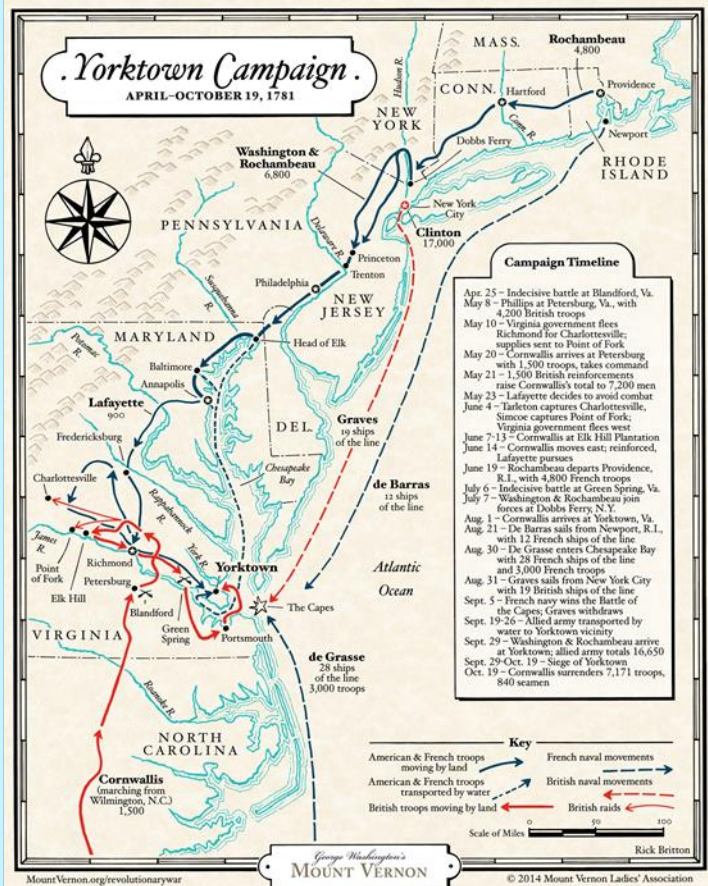 Yorktown Campaign
APRIL–OCTOBER 19, 1781
MASS.
Rochambeau
4,800
CONN.
Hartford
Providence
Hudson R.
NEW
YORK
Conn. R.
Newport
Dobbs Ferry
RHODE
ISLAND
Washington &
Rochambeau
6,800
New York
City
Clinton
17,000
PENNSYLVANIA
Delaware R.
Princeton
Trenton
Philadelphia
NEW
JERSEY
Susquehanna
R.
MARYLAND
Head of Elk
Potomac
R.
Baltimore
Annapolis
Lafayette
900
DEL.
Graves
19 ships
of the line
Fredericksburg
Chesapeake
Bay
de Barras
12 ships
of the line
Charlottesville
Rappahannock
R.
James
R.
York R.
Point
of Fork
Richmond
Yorktown
Atlantic
Ocean
Elk Hill
Petersburg
The Capes
Blandford
Green
Spring
Portsmouth
VIRGINIA
de Grasse
28 ships
of the line
3,000 troops
Roanoke R.
NORTH
CAROLINA
Cornwallis
(marching from
Wilmington, N.C.)
1,500
Campaign Timeline
Apr. 25 – Indecisive battle at Blandford, Va.
May 8 – Phillips at Petersburg, Va., with
4,200 British troops
May 10 – Virginia government flees
Richmond for Charlottesville;
supplies sent to Point of Fork
May 20 – Cornwallis arrives at Petersburg
with 1,500 troops, takes command
May 21 – 1,500 British reinforcements
raise Cornwallis's total to 7,200 men
May 23 – Lafayette decides to avoid combat
June 4 – Tarleton captures Charlottesville,
Simcoe captures Point of Fork;
Virginia government flees west
June 7-13 – Cornwallis at Elk Hill Plantation
June 14 – Cornwallis moves east; reinforced,
Lafayette pursues
June 19 – Rochambeau departs Providence,
R.I., with 4,800 French troops
July 6 – Indecisive battle at Green Spring, Va.
July 7 – Washington & Rochambeau join
forces at Dobbs Ferry, N.Y.
Aug. 1 – Cornwallis arrives at Yorktown, Va.
Aug. 21 – De Barras sails from Newport, R.I.,
with 12 French ships of the line
Aug. 30 – De Grasse enters Chesapeake Bay
with 28 French ships of the line
and 3,000 French troops
Aug. 31 – Graves sails from New York City
with 19 British ships of the line
Sept. 5 – French navy wins the Battle of
the Capes; Graves withdraws
Sept. 19-26 – Allied army transported by
water to Yorktown vicinity
Sept. 29 – Washington & Rochambeau arrive
at Yorktown; allied army totals 16,650
Sept. 29-Oct. 19 – Siege of Yorktown
Oct. 19 – Cornwallis surrenders 7,171 troops,
840 seamen
Key
American & French troops
moving by land
French naval movements
American & French troops
transported by water
British naval movements
British troops moving by land
British raids
Scale of Miles
0 50 100
Rick Britton
George Washington's
MOUNT VERNON
MountVernon.org/revolutionarywar
© 2014 Mount Vernon Ladies' Association